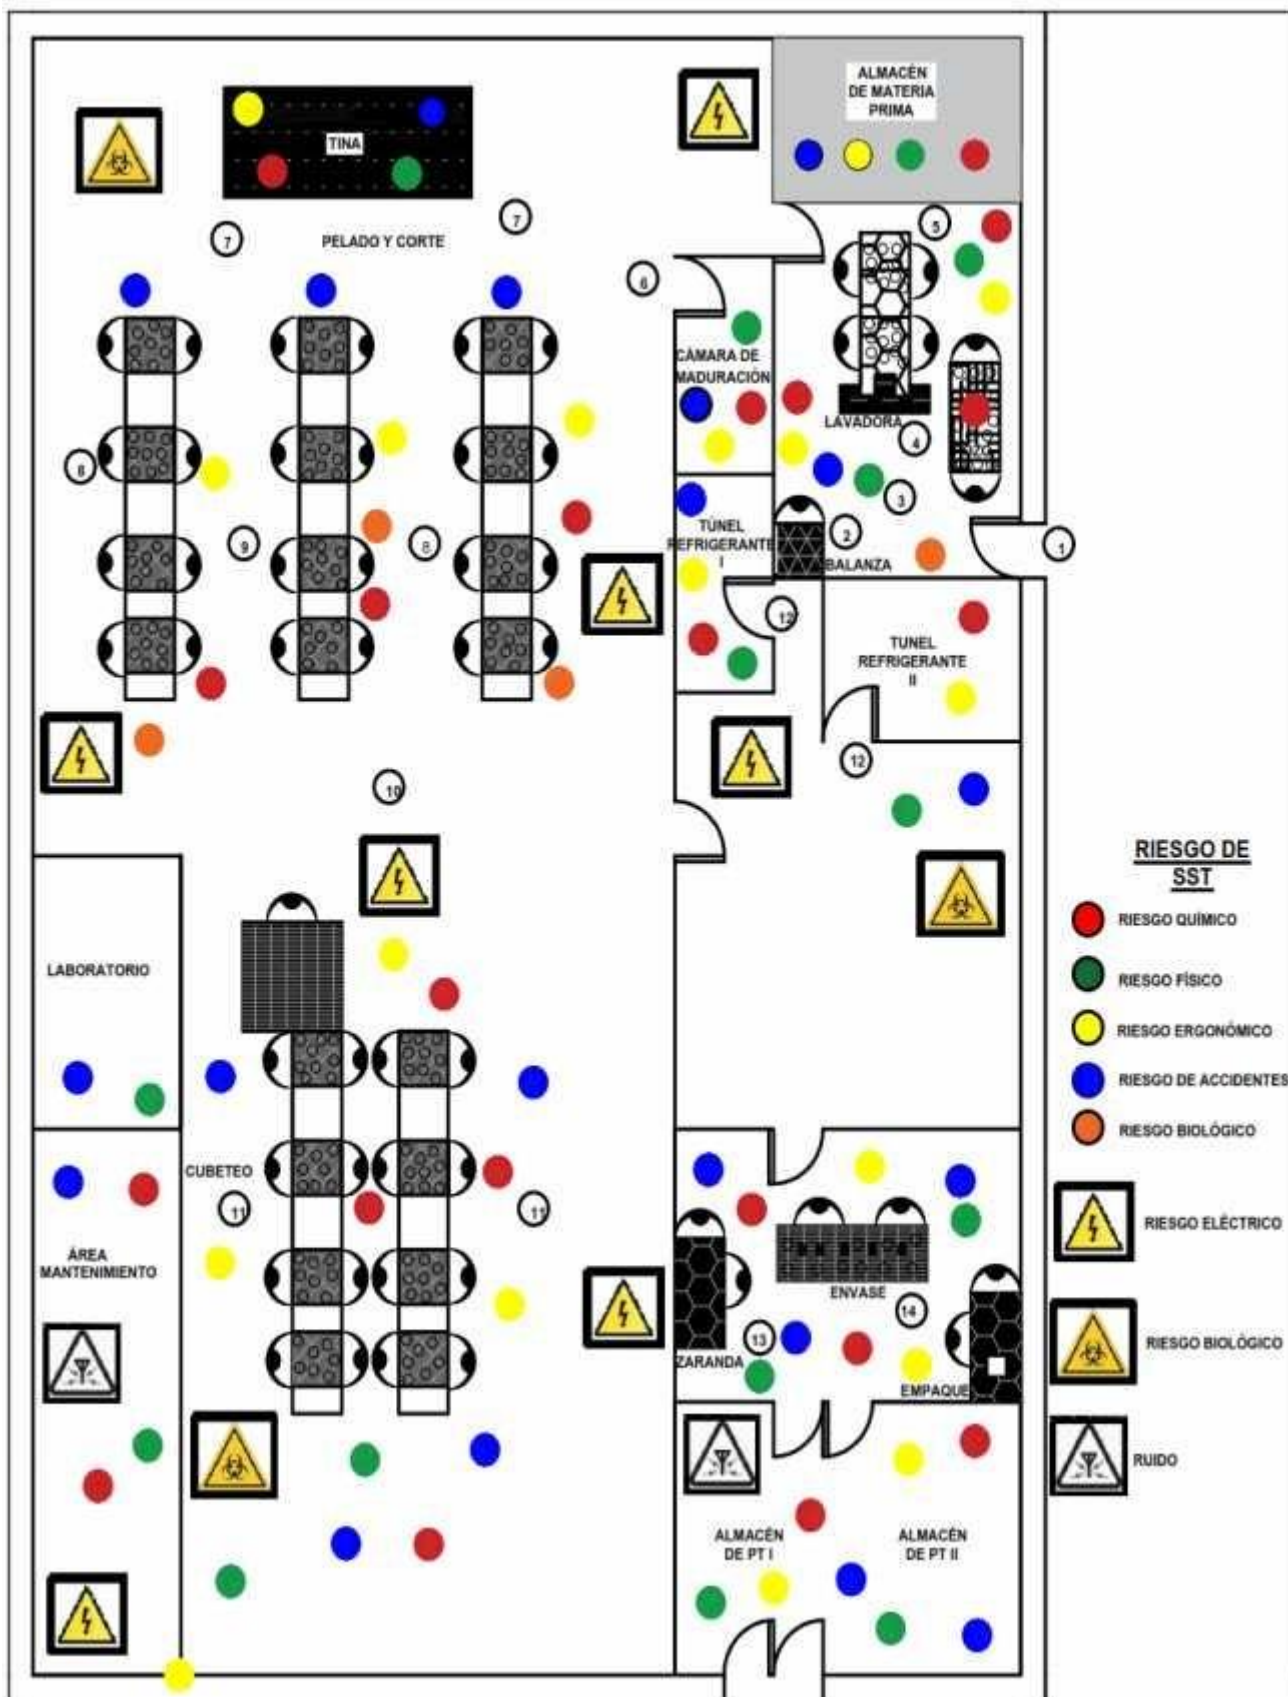 ALMACÉN
DE MATERIA
PRIMA
TINA
7
7
PELADO Y CORTE
5
6
CÁMARA DE
MADURACIÓN
LAVADORA
4
8
3
9
8
TÚNEL
REFRIGERANTE
I
2
BALANZA
1
12
TUNEL
REFRIGERANTE
II
12
10
RIESGO DE
SST
RIESGO QUÍMICO
LABORATORIO
RIESGO FÍSICO
RIESGO ERGONÓMICO
RIESGO DE ACCIDENTES
RIESGO BIOLÓGICO
CUBETEO
11
11
RIESGO ELÉCTRICO
ÁREA
MANTENIMIENTO
ENVASE
14
13
ZARANDA
RIESGO BIOLÓGICO
EMPAQUE
RUIDO
ALMACÉN
DE PT I
ALMACÉN
DE PT II